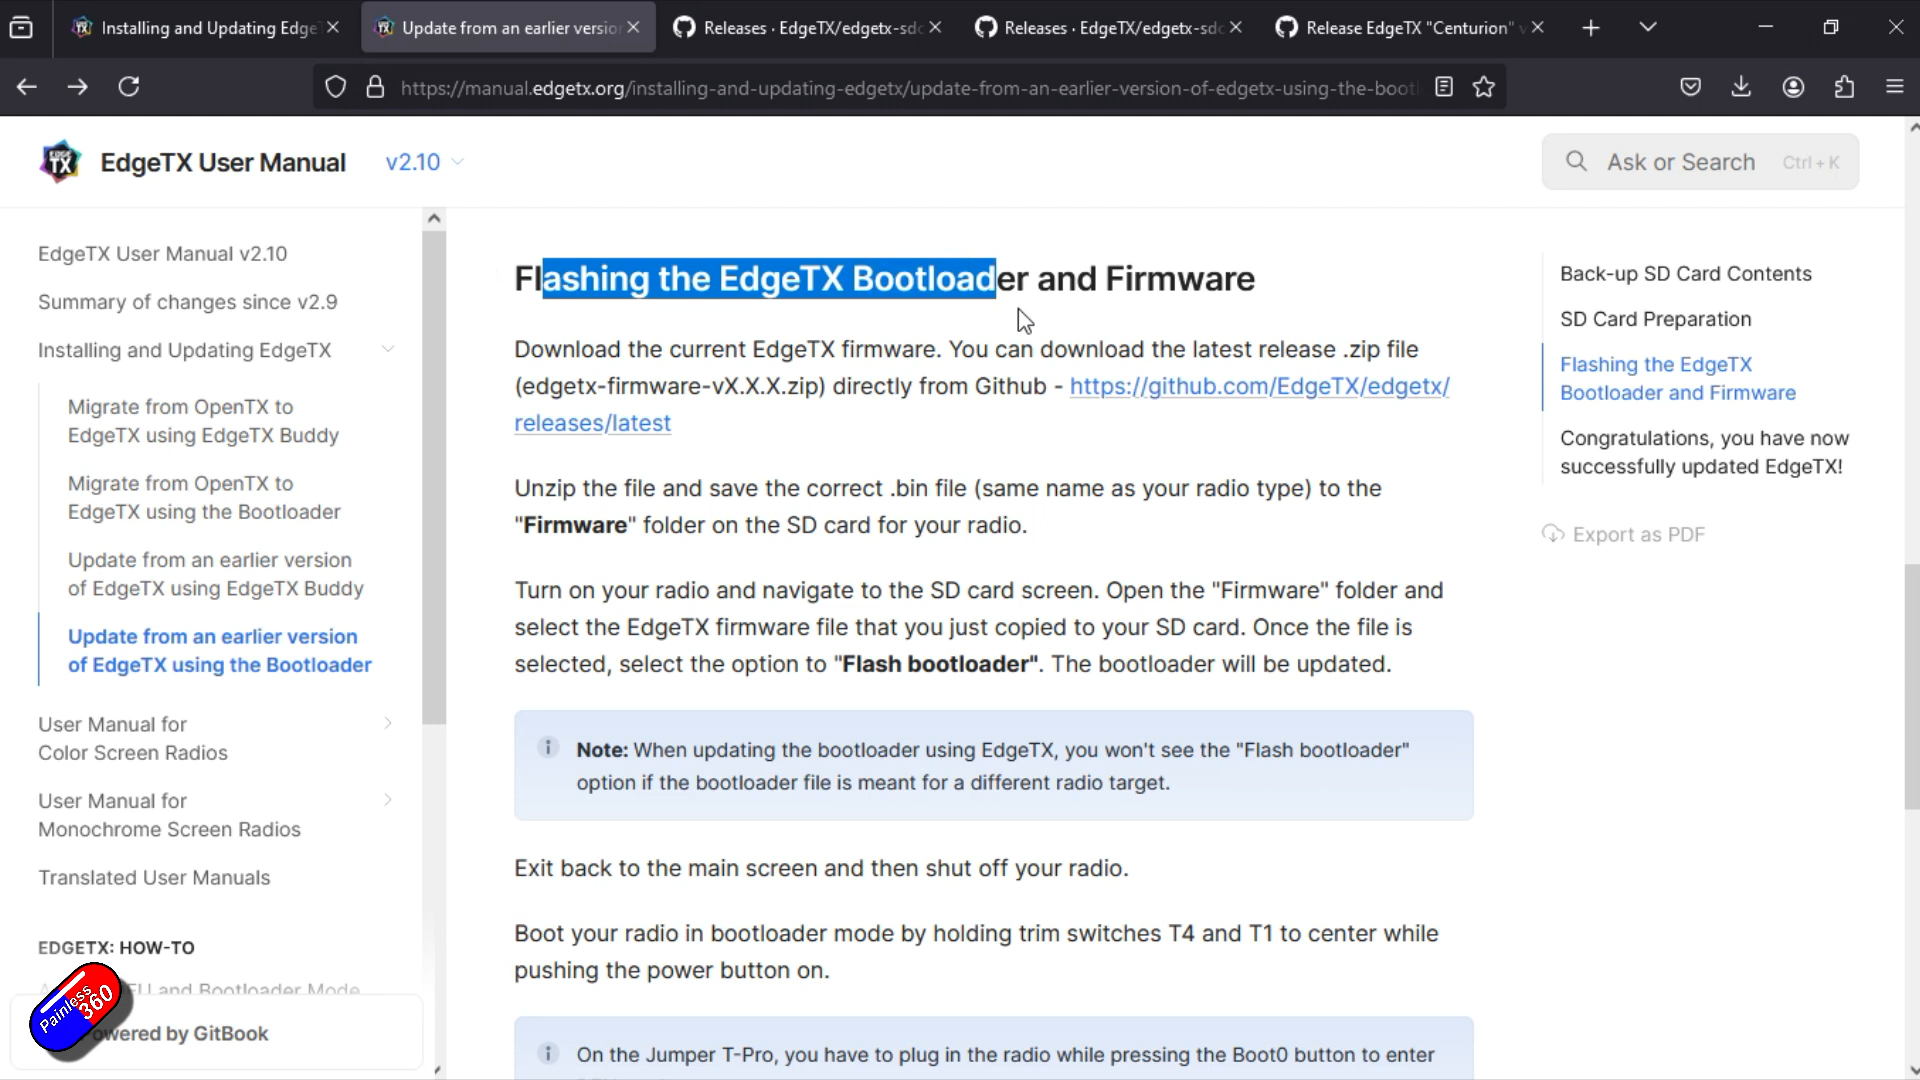 Installing and Updating Edge
Update from an earlier versio
Releases · EdgeTX/edgetx-sdc
Releases · EdgeTX/edgetx-sdc
Release EdgeTX "Centurion"
https://manual.edgetx.org/installing-and-updating-edgetx/update-from-an-earlier-version-of-edgetx-using-the-boot
EdgeTX User Manual
v2.10
Ask or Search
Ctrl + K
EdgeTX User Manual v2.10
Summary of changes since v2.9
Installing and Updating EdgeTX
Migrate from OpenTX to
EdgeTX using EdgeTX Buddy
Migrate from OpenTX to
EdgeTX using the Bootloader
Update from an earlier version
of EdgeTX using EdgeTX Buddy
Update from an earlier version
of EdgeTX using the Bootloader
User Manual for
Color Screen Radios
User Manual for
Monochrome Screen Radios
Translated User Manuals
EDGETX: HOW-TO
and Bootloader Mode
Powered by GitBook
Painless
360
Flashing the EdgeTX Bootloader and Firmware
Download the current EdgeTX firmware. You can download the latest release .zip file
(edgetx-firmware-vX.X.X.zip) directly from Github - https://github.com/EdgeTX/edgetx/
releases/latest
Unzip the file and save the correct .bin file (same name as your radio type) to the
"Firmware" folder on the SD card for your radio.
Turn on your radio and navigate to the SD card screen. Open the "Firmware" folder and
select the EdgeTX firmware file that you just copied to your SD card. Once the file is
selected, select the option to "Flash bootloader". The bootloader will be updated.
Note: When updating the bootloader using EdgeTX, you won't see the "Flash bootloader"
option if the bootloader file is meant for a different radio target.
Exit back to the main screen and then shut off your radio.
Boot your radio in bootloader mode by holding trim switches T4 and T1 to center while
pushing the power button on.
On the Jumper T-Pro, you have to plug in the radio while pressing the Boot0 button to enter
Back-up SD Card Contents
SD Card Preparation
Flashing the EdgeTX
Bootloader and Firmware
Congratulations, you have now
successfully updated EdgeTX!
Export as PDF